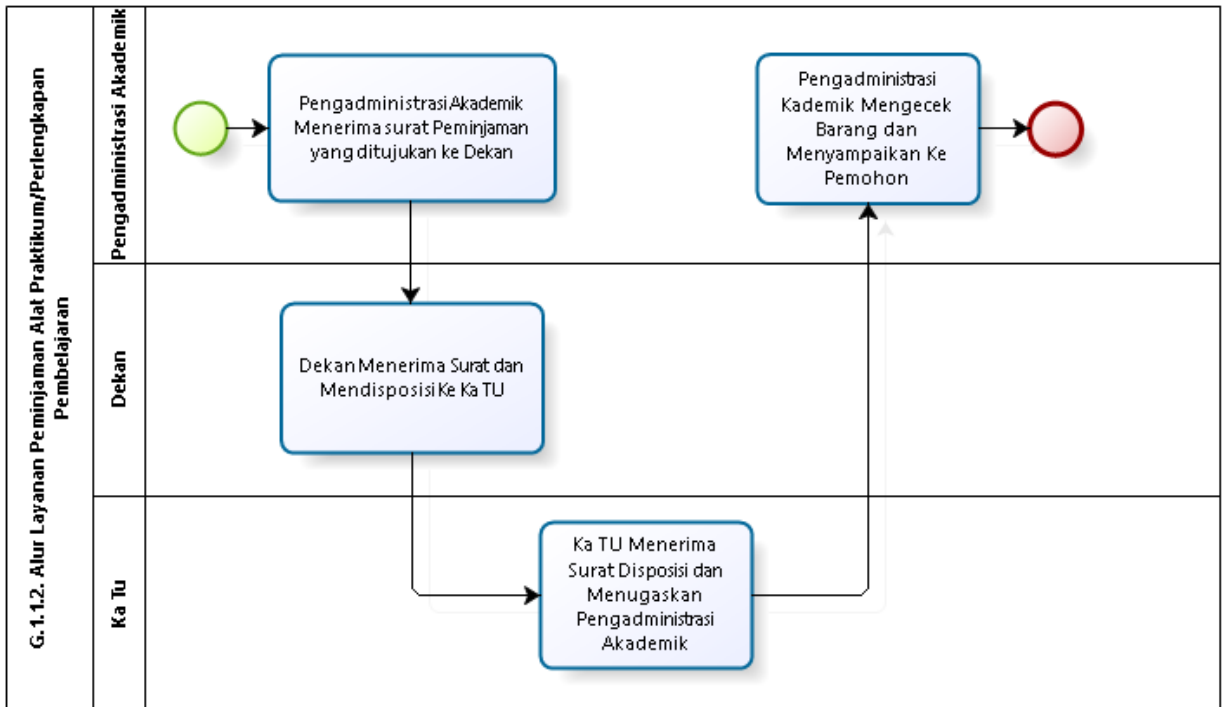 G.1.1.2. Alur Layanan Peminjaman Alat Praktikum/Perlengkapan
Pembelajaran
Pengadministrasi Akademik
Pengadministrasi Akademik
Menerima surat Peminjaman
yang ditujukan ke Dekan
Pengadministrasi
Kademik Mengecek
Barang dan
Menyampaikan Ke
Pemohon
Dekan
Dekan Menerima Surat dan
Mendisposisi Ke Ka TU
Ka Tu
Ka TU Menerima
Surat Disposisi dan
Menugaskan
Pengadministrasi
Akademik